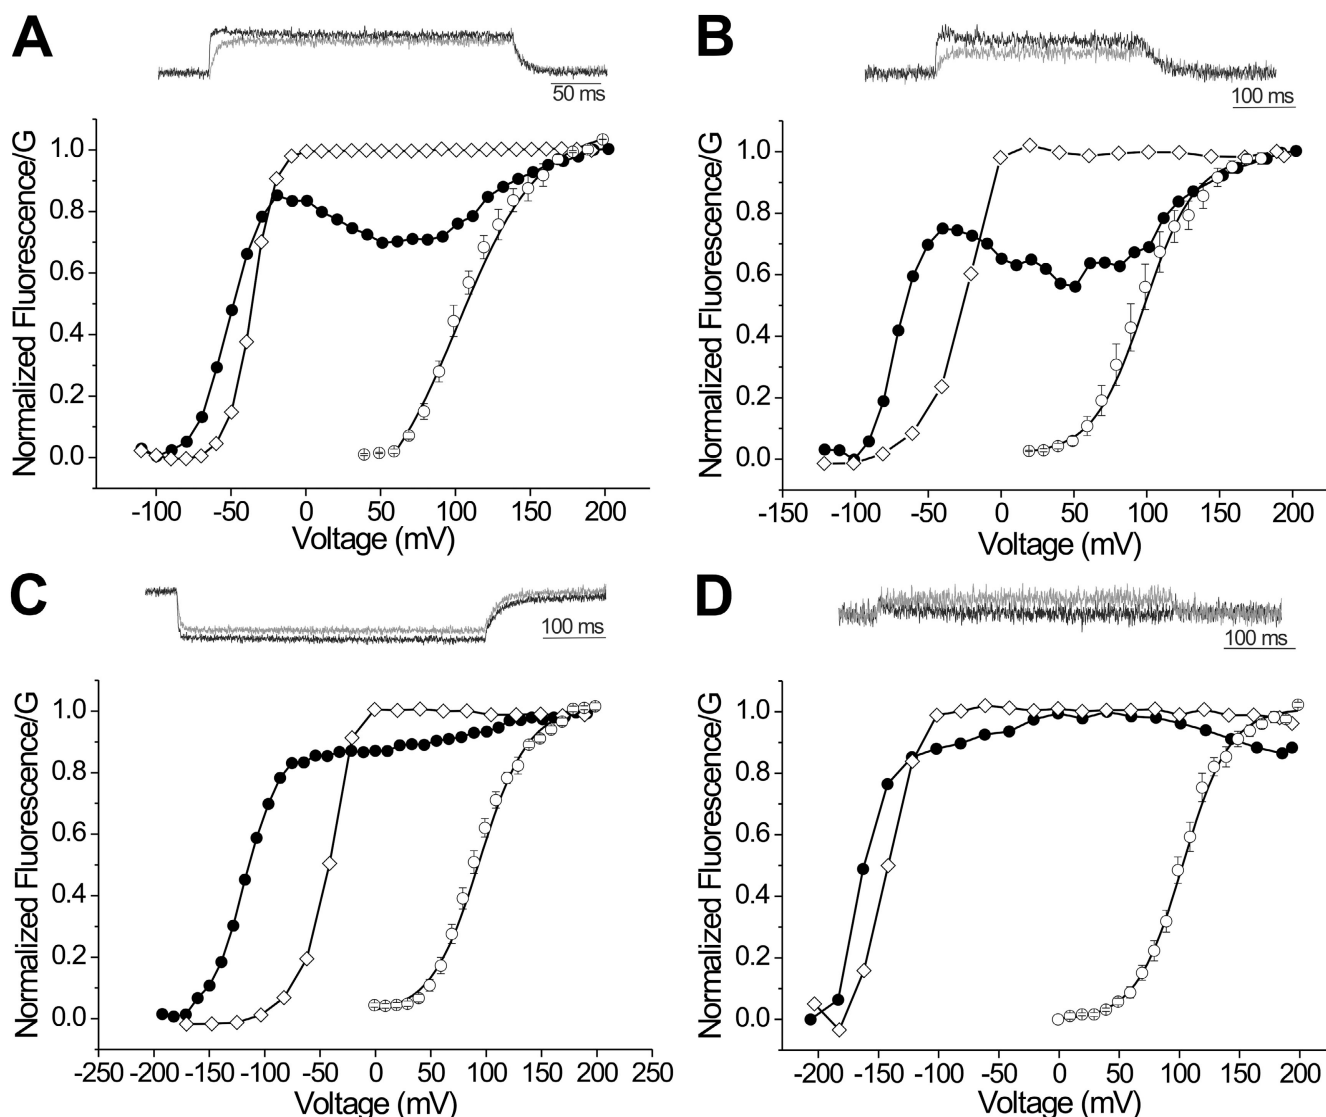 A
50 ms
Normalized Fluorescence/G
1.0
0.8
0.6
0.4
0.2
0.0
-100 -50 0 50 100 150 200
Voltage (mV)
B
100 ms
Normalized Fluorescence/G
1.0
0.8
0.6
0.4
0.2
0.0
-150 -100 -50 0 50 100 150 200
Voltage (mV)
C
100 ms
Normalized Fluorescence/G
1.0
0.8
0.6
0.4
0.2
0.0
-250 -200 -150 -100 -50 0 50 100 150 200 250
Voltage (mV)
D
100 ms
Normalized Fluorescence/G
1.0
0.8
0.6
0.4
0.2
0.0
-200 -150 -100 -50 0 50 100 150 200
Voltage (mV)